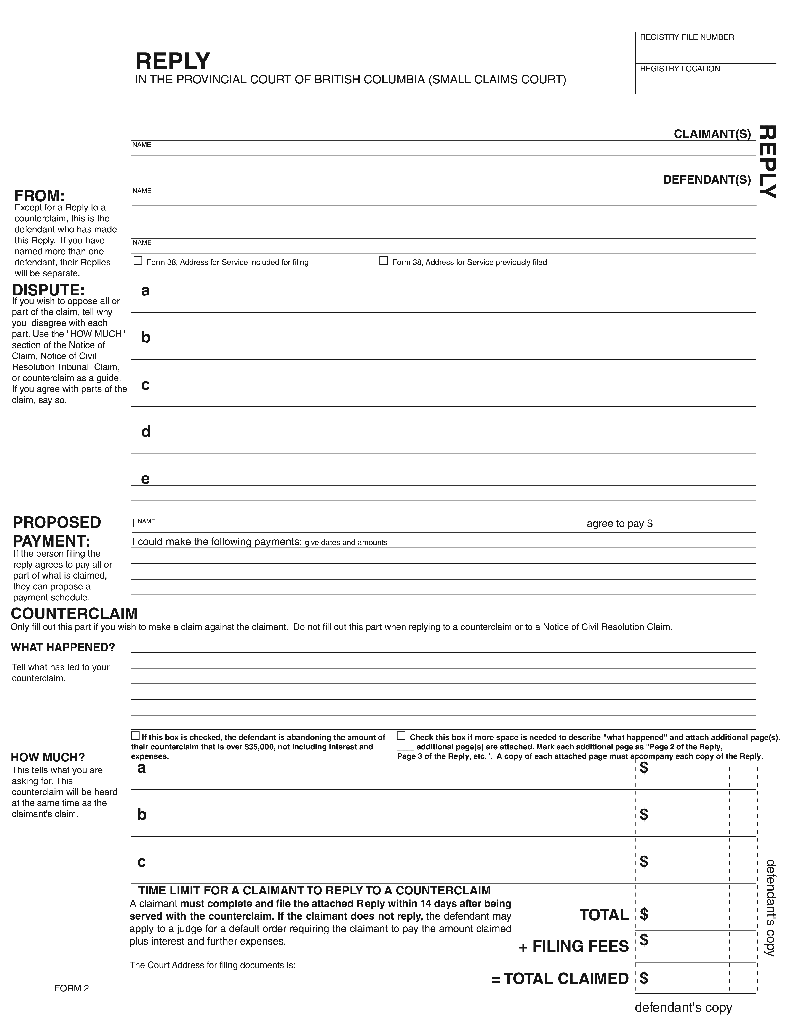 REGISTRY FILE NUMBER
REPLY
IN THE PROVINCIAL COURT OF BRITISH COLUMBIA (SMALL CLAIMS COURT)
REGISTRY LOCATION
REPLY
CLAIMANT(S)
NAME
DEFENDANT(S)
NAME
FROM:
Except for a Reply to a
counterclaim, this is the
defendant who has made
this Reply. If you have
named more than one
defendant, their Replies
will be separate.
NAME
Form 38, Address for Service included for filing
Form 38, Address for Service previously filed
DISPUTE:
If you wish to oppose all or
part of the claim, tell why
you disagree with each
part. Use the "HOW MUCH"
section of the Notice of
Claim, Notice of Civil
Resolution Tribunal Claim,
or counterclaim as a guide.
If you agree with parts of the
claim, say so.
a
b
c
d
e
PROPOSED
PAYMENT:
If the person filing the
reply agrees to pay all or
part of what is claimed,
they can propose a
payment schedule.
I NAME
agree to pay $
I could make the following payments: give dates and amounts
COUNTERCLAIM
Only fill out this part if you wish to make a claim against the claimant. Do not fill out this part when replying to a counterclaim or to a Notice of Civil Resolution Claim.
WHAT HAPPENED?
Tell what has led to your
counterclaim.
If this box is checked, the defendant is abandoning the amount of
their counterclaim that is over $35,000, not including interest and
expenses.
Check this box if more space is needed to describe "what happened" and attach additional page(s).
____ additional page(s) are attached. Mark each additional page as "Page 2 of the Reply,
Page 3 of the Reply, etc.". A copy of each attached page must accompany each copy of the Reply.
HOW MUCH?
This tells what you are
asking for. This
counterclaim will be heard
at the same time as the
claimant's claim.
a $
b $
c $
TIME LIMIT FOR A CLAIMANT TO REPLY TO A COUNTERCLAIM
A claimant must complete and file the attached Reply within 14 days after being
served with the counterclaim. If the claimant does not reply, the defendant may
apply to a judge for a default order requiring the claimant to pay the amount claimed
plus interest and further expenses.
The Court Address for filing documents is:
TOTAL $
+ FILING FEES $
= TOTAL CLAIMED $
defendant's copy
FORM 2
defendant's copy